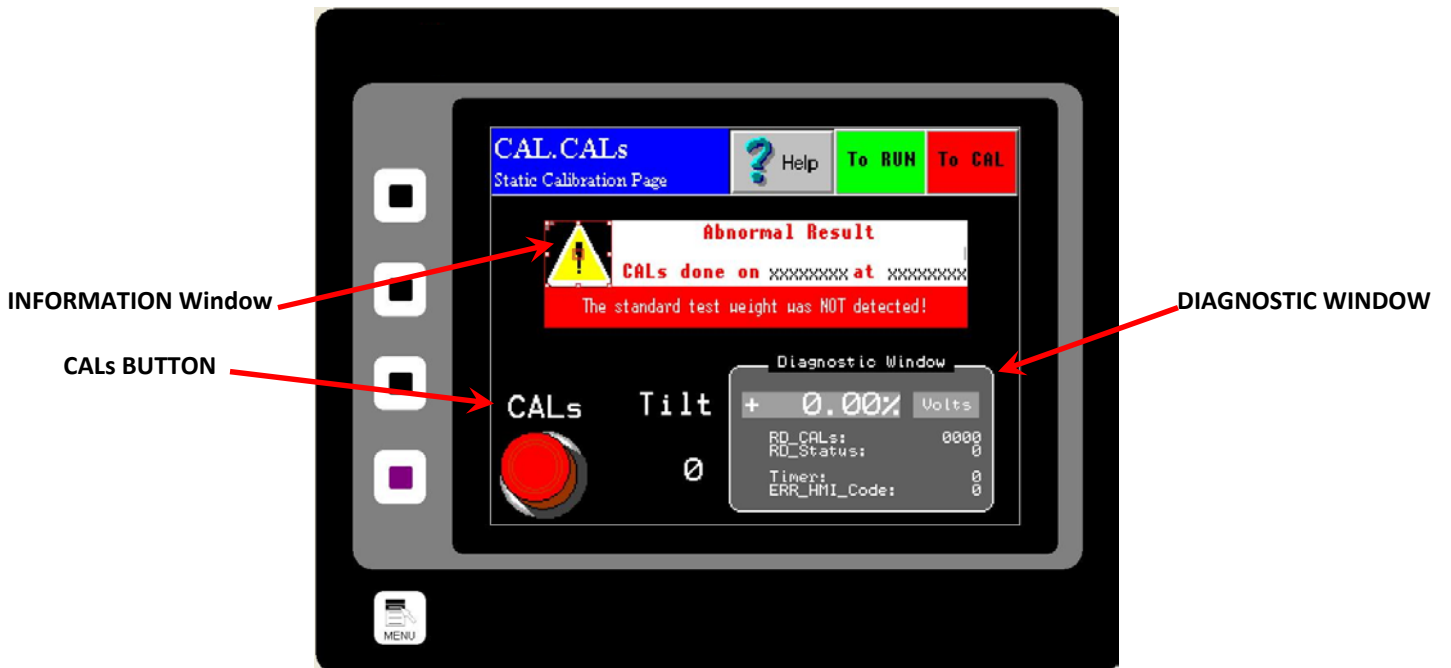 CAL.CALs
Static Calibration Page
Help
To RUN
To CAL
Abnormal Result
CALs done on xxxxxxxx at xxxxxxxx
The standard test weight was NOT detected!
INFORMATION Window
DIAGNOSTIC WINDOW
CALs BUTTON
Diagnostic Window
CALs
Tilt
+ 0.00% Volts
RD_CALs: 0000
RD_Status: 0
0
Timer: 0
ERR_HMI_Code: 0
MENU